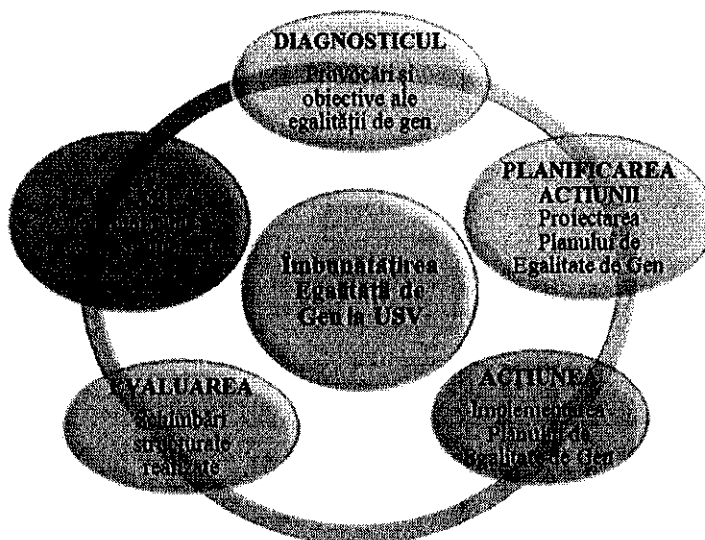 DIAGNOSTICUL
Provocări și
obiective ale
egalității de gen
PLANIFICAREA
ACȚIUNII
Proiectarea
Planului de
Egalitate de Gen
Îmbunătățirea
Egalității de
Gen la USV
ACȚIUNEA
Implementarea
Planului de
Egalitate de Gen
EVALUAREA
Schimbări
structurale
realizate